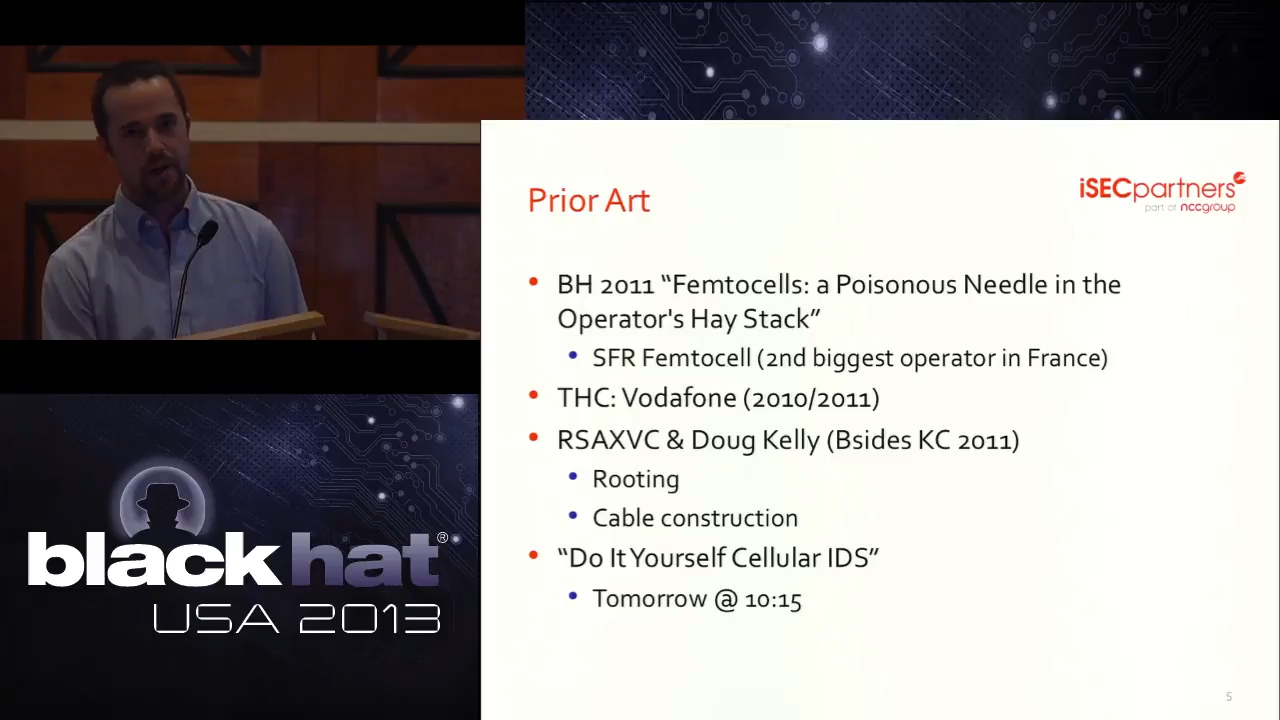 Prior Art
iSECpartners
part of nccgroup
• BH 2011 “Femtocells: a Poisonous Needle in the
Operator's Hay Stack”
• SFR Femtocell (2nd biggest operator in France)
• THC: Vodafone (2010/2011)
• RSAXVC & Doug Kelly (Bsides KC 2011)
• Rooting
• Cable construction
• “Do It Yourself Cellular IDS”
• Tomorrow @ 10:15
5
black hat®
USA 2013